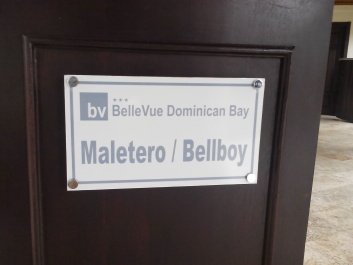 bv BelleVue Dominican Bay
Maletero / Bellboy